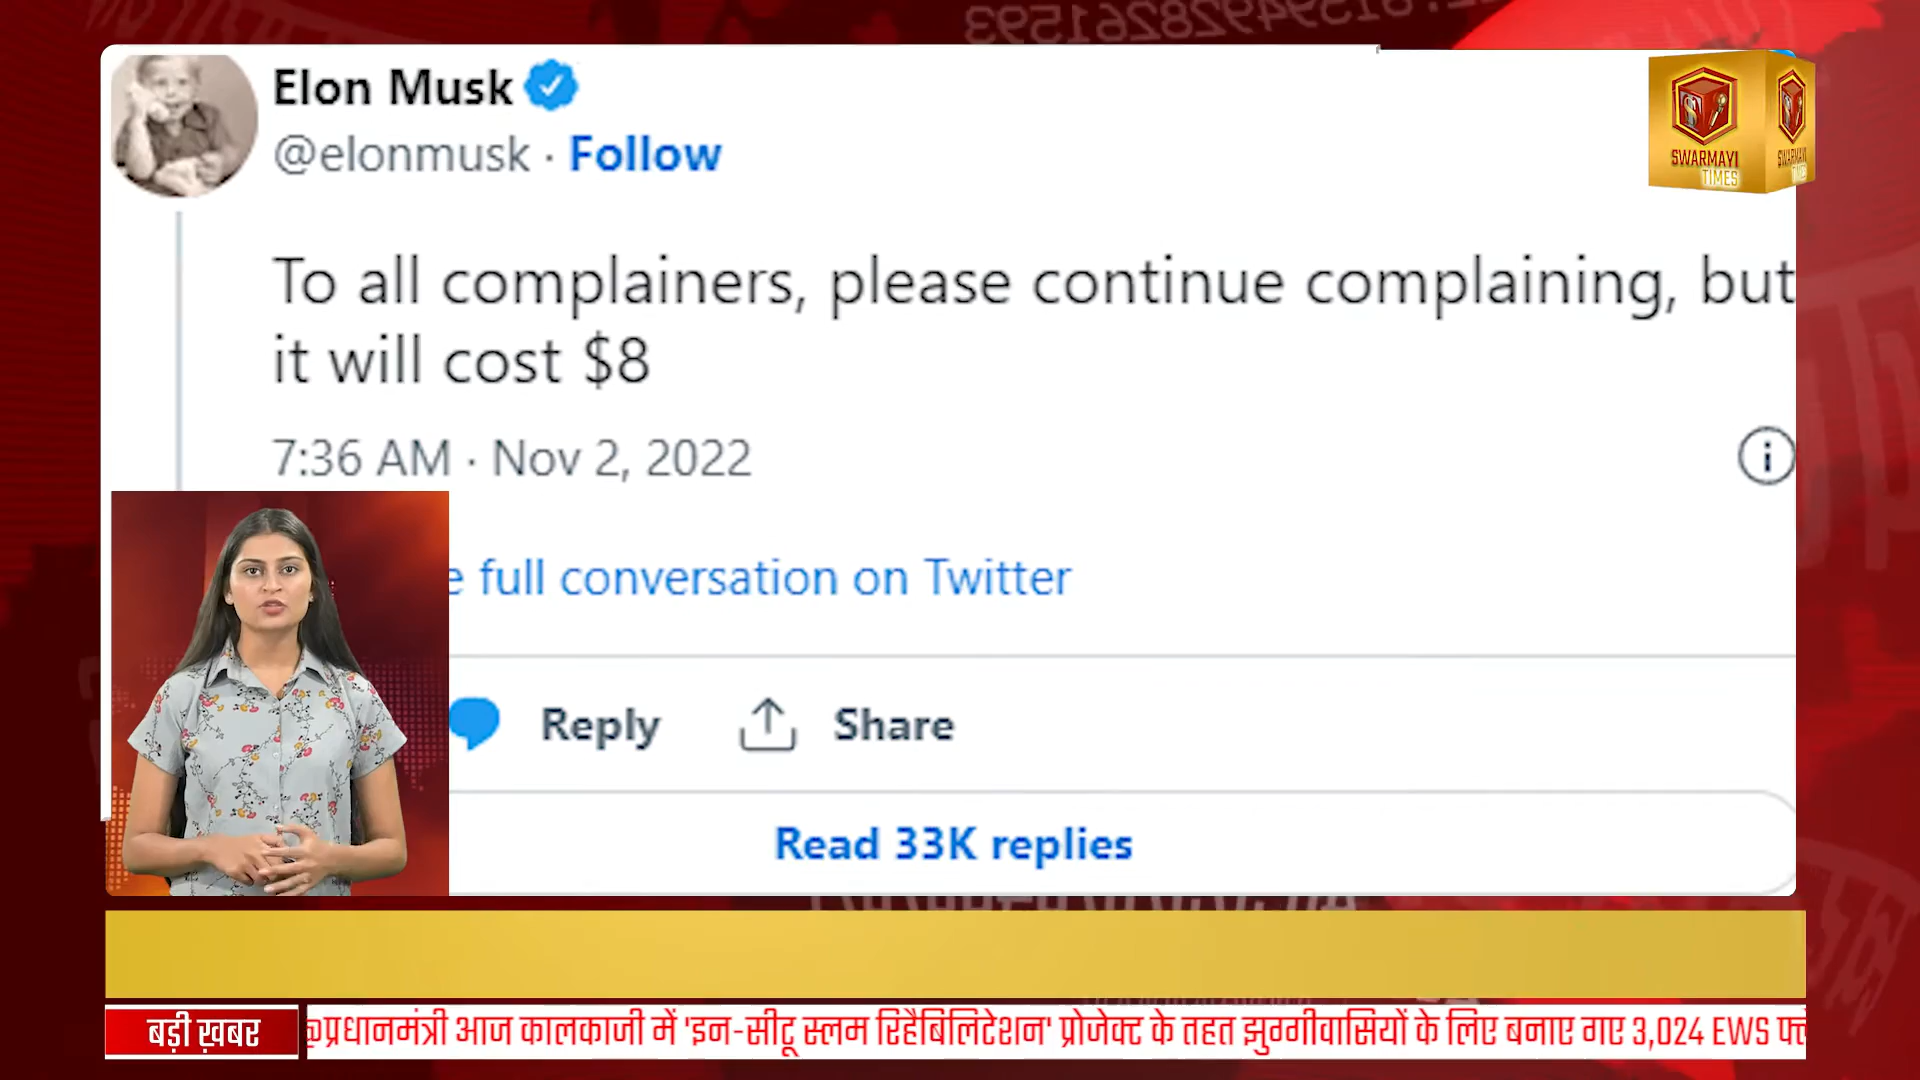 Elon Musk
@elonmusk · Follow
SWARMAYI
TIMES
To all complainers, please continue complaining, but
it will cost $8
7:36 AM · Nov 2, 2022
e full conversation on Twitter
Reply Share
Read 33K replies
बड़ी ख़बर
प्रधानमंत्री आज कालकाजी में 'इन-सीटू स्लम रिहैबिलिटेशन' प्रोजेक्ट के तहत झुग्गीवासियों के लिए बनाए गए 3,024 EWS